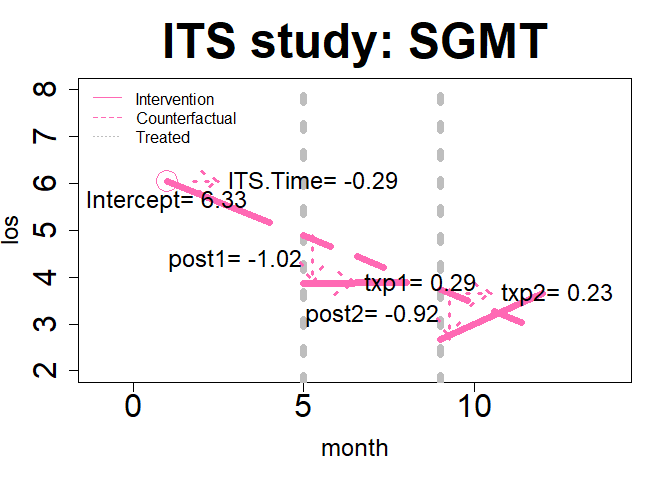 ITS study: SGMT
Intervention
Counterfactual
Treated
ITS.Time= -0.29
Intercept= 6.33
post1= -1.02
txp1= 0.29
txp2= 0.23
post2= -0.92
8
7
6
5
4
3
2
los
0
5
10
month